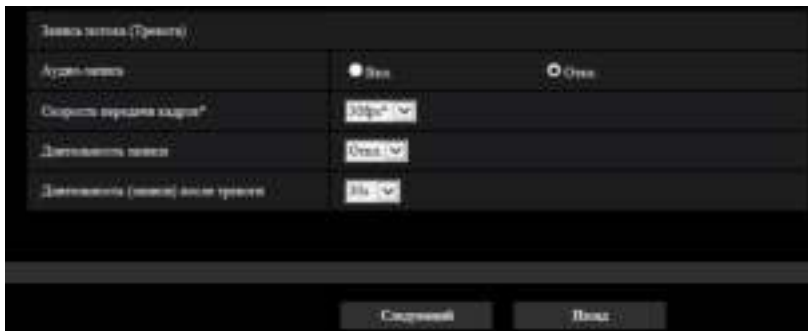 Запись потока (Тревога)
Аудио-запись Вкл. Откл.
Скорость передачи кадров* 30fps* 
Длительность записи Откл.
Длительность (записи) после тревоги 30s
Следующий Назад